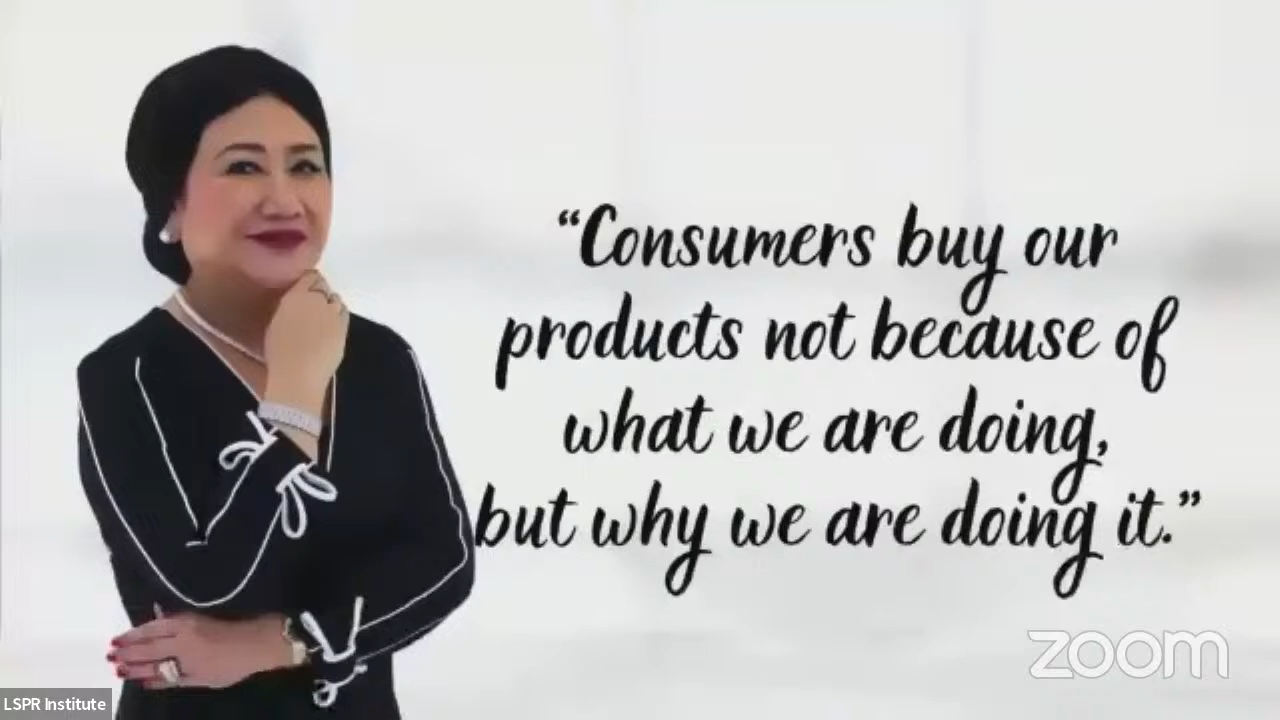 “Consumers buy our
products not because of
what we are doing,
but why we are doing it.”
zoom
LSPR Institute